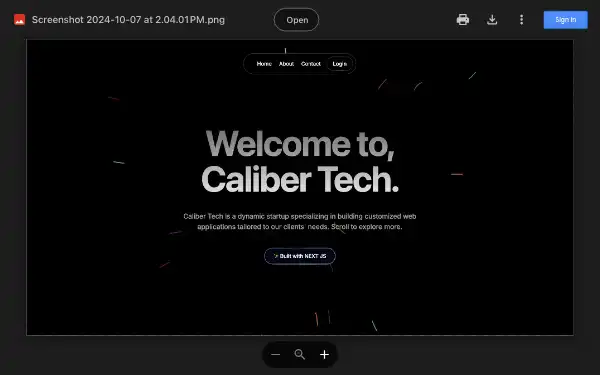 Screenshot 2024-10-07 at 2.04.01 PM.png
Open
Sign in
Home About Contact Login
Welcome to,
Caliber Tech.
Caliber Tech is a dynamic startup specializing in building customized web
applications tailored to our clients' needs. Scroll to explore more.
Built with NEXT JS